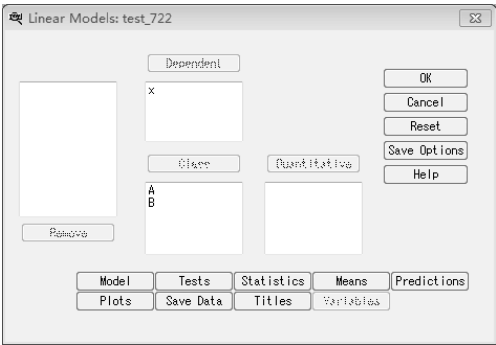 Linear Models: test_722
Dependent
x
OK
Cancel
Reset
Save Options
Help
Class
Quantitative
A
B
Remove
Model Tests Statistics Means Predictions
Plots Save Data Titles Variables